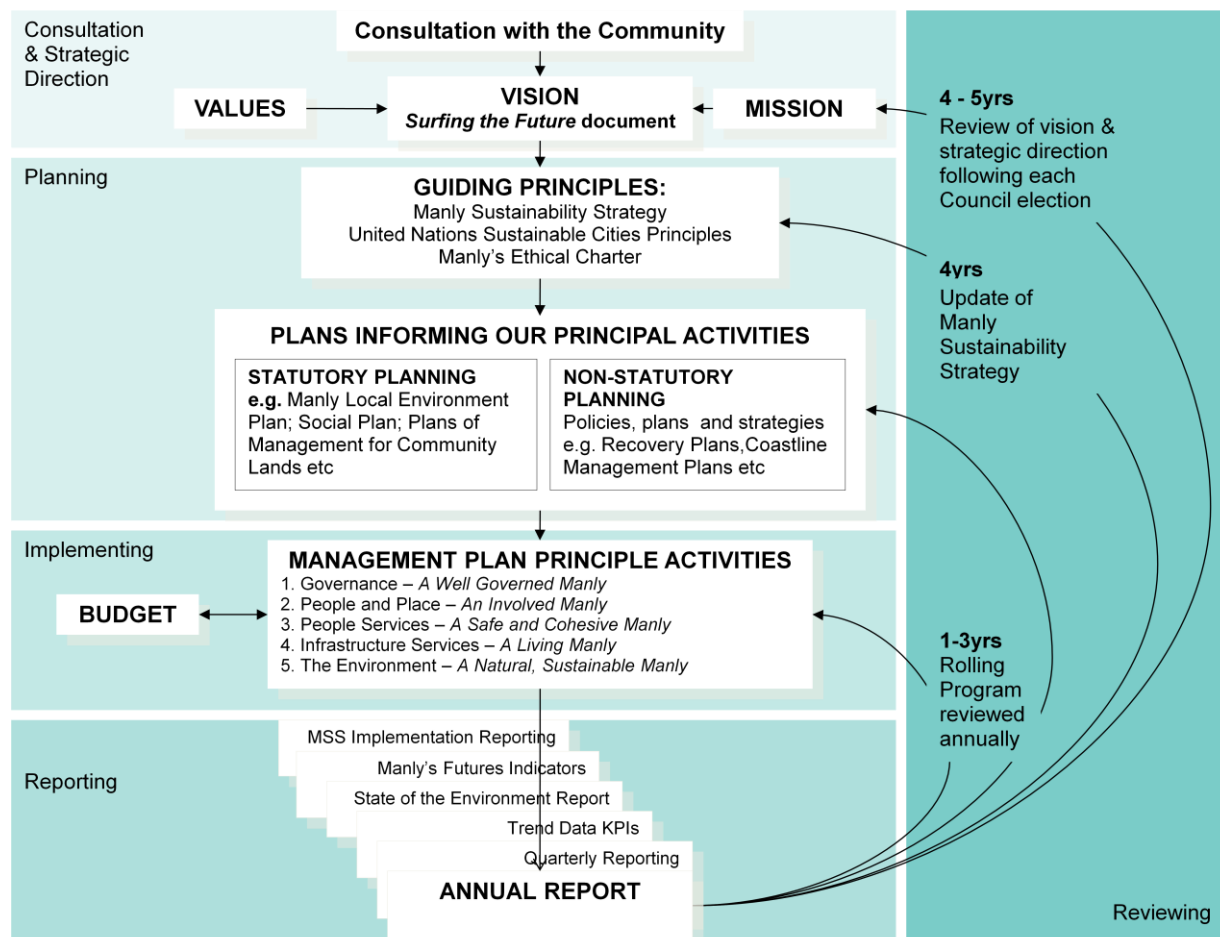 Consultation
& Strategic
Direction
Consultation with the Community
VALUES
VISION
Surfing the Future document
MISSION
4 - 5yrs
Review of vision &
strategic direction
following each
Council election
Planning
GUIDING PRINCIPLES:
Manly Sustainability Strategy
United Nations Sustainable Cities Principles
Manly's Ethical Charter
4yrs
Update of
Manly
Sustainability
Strategy
PLANS INFORMING OUR PRINCIPAL ACTIVITIES
STATUTORY PLANNING
e.g. Manly Local Environment
Plan; Social Plan; Plans of
Management for Community
Lands etc
NON-STATUTORY
PLANNING
Policies, plans and strategies
e.g. Recovery Plans,Coastline
Management Plans etc
Implementing
BUDGET
MANAGEMENT PLAN PRINCIPLE ACTIVITIES
1. Governance – A Well Governed Manly
2. People and Place – An Involved Manly
3. People Services – A Safe and Cohesive Manly
4. Infrastructure Services – A Living Manly
5. The Environment – A Natural, Sustainable Manly
1-3yrs
Rolling
Program
reviewed
annually
Reporting
MSS Implementation Reporting
Manly's Futures Indicators
State of the Environment Report
Trend Data KPIs
Quarterly Reporting
ANNUAL REPORT
Reviewing